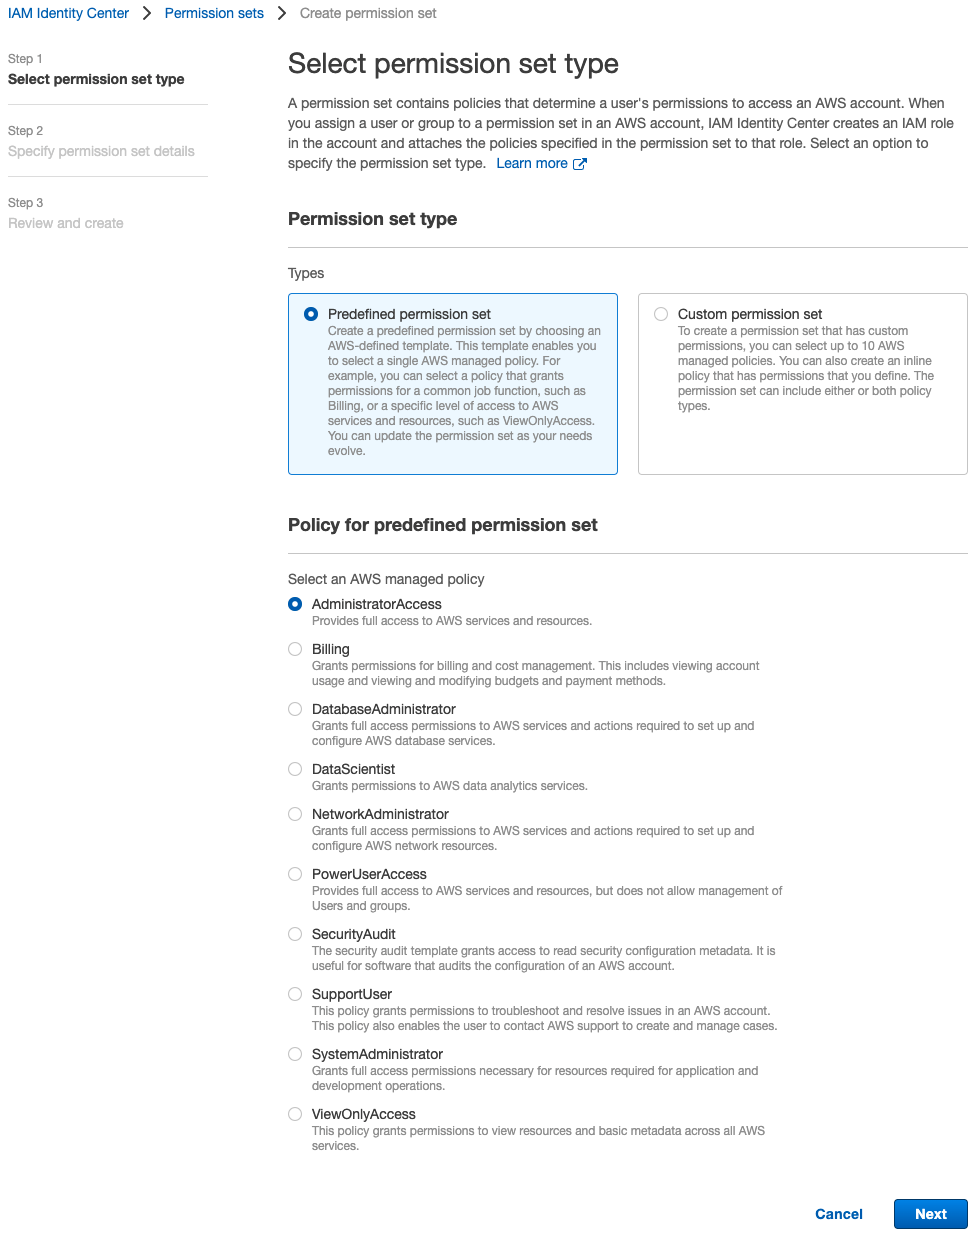 IAM Identity Center > Permission sets > Create permission set
Step 1
Select permission set type
Step 2
Specify permission set details
Step 3
Review and create
Select permission set type
A permission set contains policies that determine a user's permissions to access an AWS account. When
you assign a user or group to a permission set in an AWS account, IAM Identity Center creates an IAM role
in the account and attaches the policies specified in the permission set to that role. Select an option to
specify the permission set type. Learn more
Permission set type
Types
Predefined permission set
Create a predefined permission set by choosing an
AWS-defined template. This template enables you
to select a single AWS managed policy. For
example, you can select a policy that grants
permissions for a common job function, such as
Billing, or a specific level of access to AWS
services and resources, such as ViewOnlyAccess.
You can update the permission set as your needs
evolve.
Custom permission set
To create a permission set that has custom
permissions, you can select up to 10 AWS
managed policies. You can also create an inline
policy that has permissions that you define. The
permission set can include either or both policy
types.
Policy for predefined permission set
Select an AWS managed policy
AdministratorAccess
Provides full access to AWS services and resources.
Billing
Grants permissions for billing and cost management. This includes viewing account
usage and viewing and modifying budgets and payment methods.
DatabaseAdministrator
Grants full access permissions to AWS services and actions required to set up and
configure AWS database services.
DataScientist
Grants permissions to AWS data analytics services.
NetworkAdministrator
Grants full access permissions to AWS services and actions required to set up and
configure AWS network resources.
PowerUserAccess
Provides full access to AWS services and resources, but does not allow management of
Users and groups.
SecurityAudit
The security audit template grants access to read security configuration metadata. It is
useful for software that audits the configuration of an AWS account.
SupportUser
This policy grants permissions to troubleshoot and resolve issues in an AWS account.
This policy also enables the user to contact AWS support to create and manage cases.
SystemAdministrator
Grants full access permissions necessary for resources required for application and
development operations.
ViewOnlyAccess
This policy grants permissions to view resources and basic metadata across all AWS
services.
Cancel Next